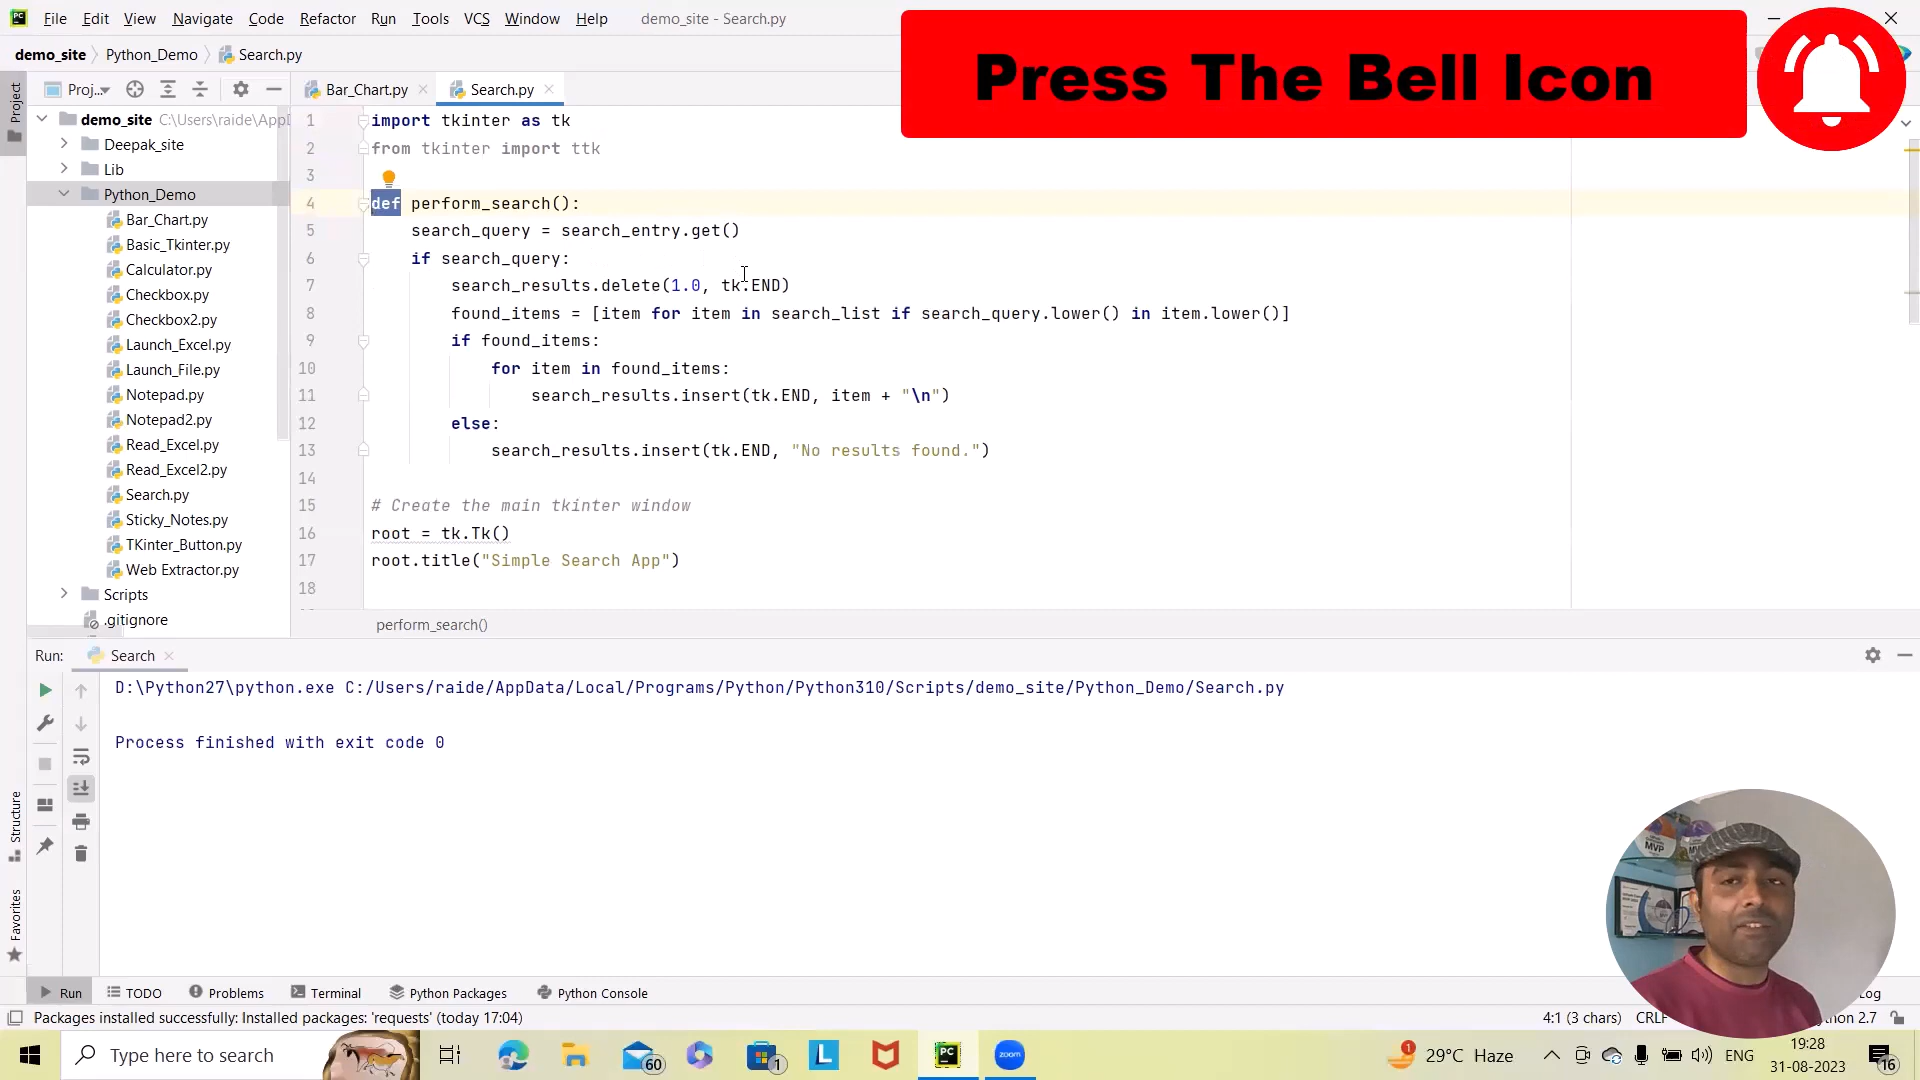 File Edit View Navigate Code Refactor Run Tools VCS Window Help demo_site - Search.py
Press The Bell Icon
demo_site Python_Demo Search.py
Project
Proj...
Bar_Chart.py
Search.py
demo_site C:\Users\raide\AppD
Deepak_site
Lib
Python_Demo
Bar_Chart.py
Basic_Tkinter.py
Calculator.py
Checkbox.py
Checkbox2.py
Launch_Excel.py
Launch_File.py
Notepad.py
Notepad2.py
Read_Excel.py
Read_Excel2.py
Search.py
Sticky_Notes.py
TKinter_Button.py
Web Extractor.py
Scripts
.gitignore
1 import tkinter as tk
2 from tkinter import ttk
3
4 def perform_search():
5 search_query = search_entry.get()
6 if search_query:
7 search_results.delete(1.0, tk.END)
8 found_items = [item for item in search_list if search_query.lower() in item.lower()]
9 if found_items:
10 for item in found_items:
11 search_results.insert(tk.END, item + "\n")
12 else:
13 search_results.insert(tk.END, "No results found.")
14
15 # Create the main tkinter window
16 root = tk.Tk()
17 root.title("Simple Search App")
18
perform_search()
Run: Search
D:\Python27\python.exe C:/Users/raide/AppData/Local/Programs/Python/Python310/Scripts/demo_site/Python_Demo/Search.py
Process finished with exit code 0
Structure
Favorites
MVP
Run TODO Problems Terminal Python Packages Python Console
Packages installed successfully: Installed packages: 'requests' (today 17:04)
4:1 (3 chars) CRLF
2.7
Type here to search
60
1
L
PC
zoom
1
29°C Haze
ENG
19:28
31-08-2023
16